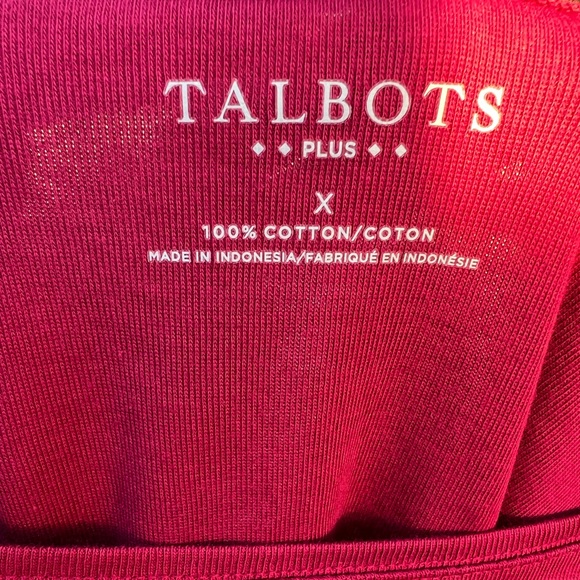 TALBOTS
◆ ◆ PLUS ◆ ◆
X
100% COTTON/COTON
MADE IN INDONESIA/FABRIQUÉ EN INDONÉSIE